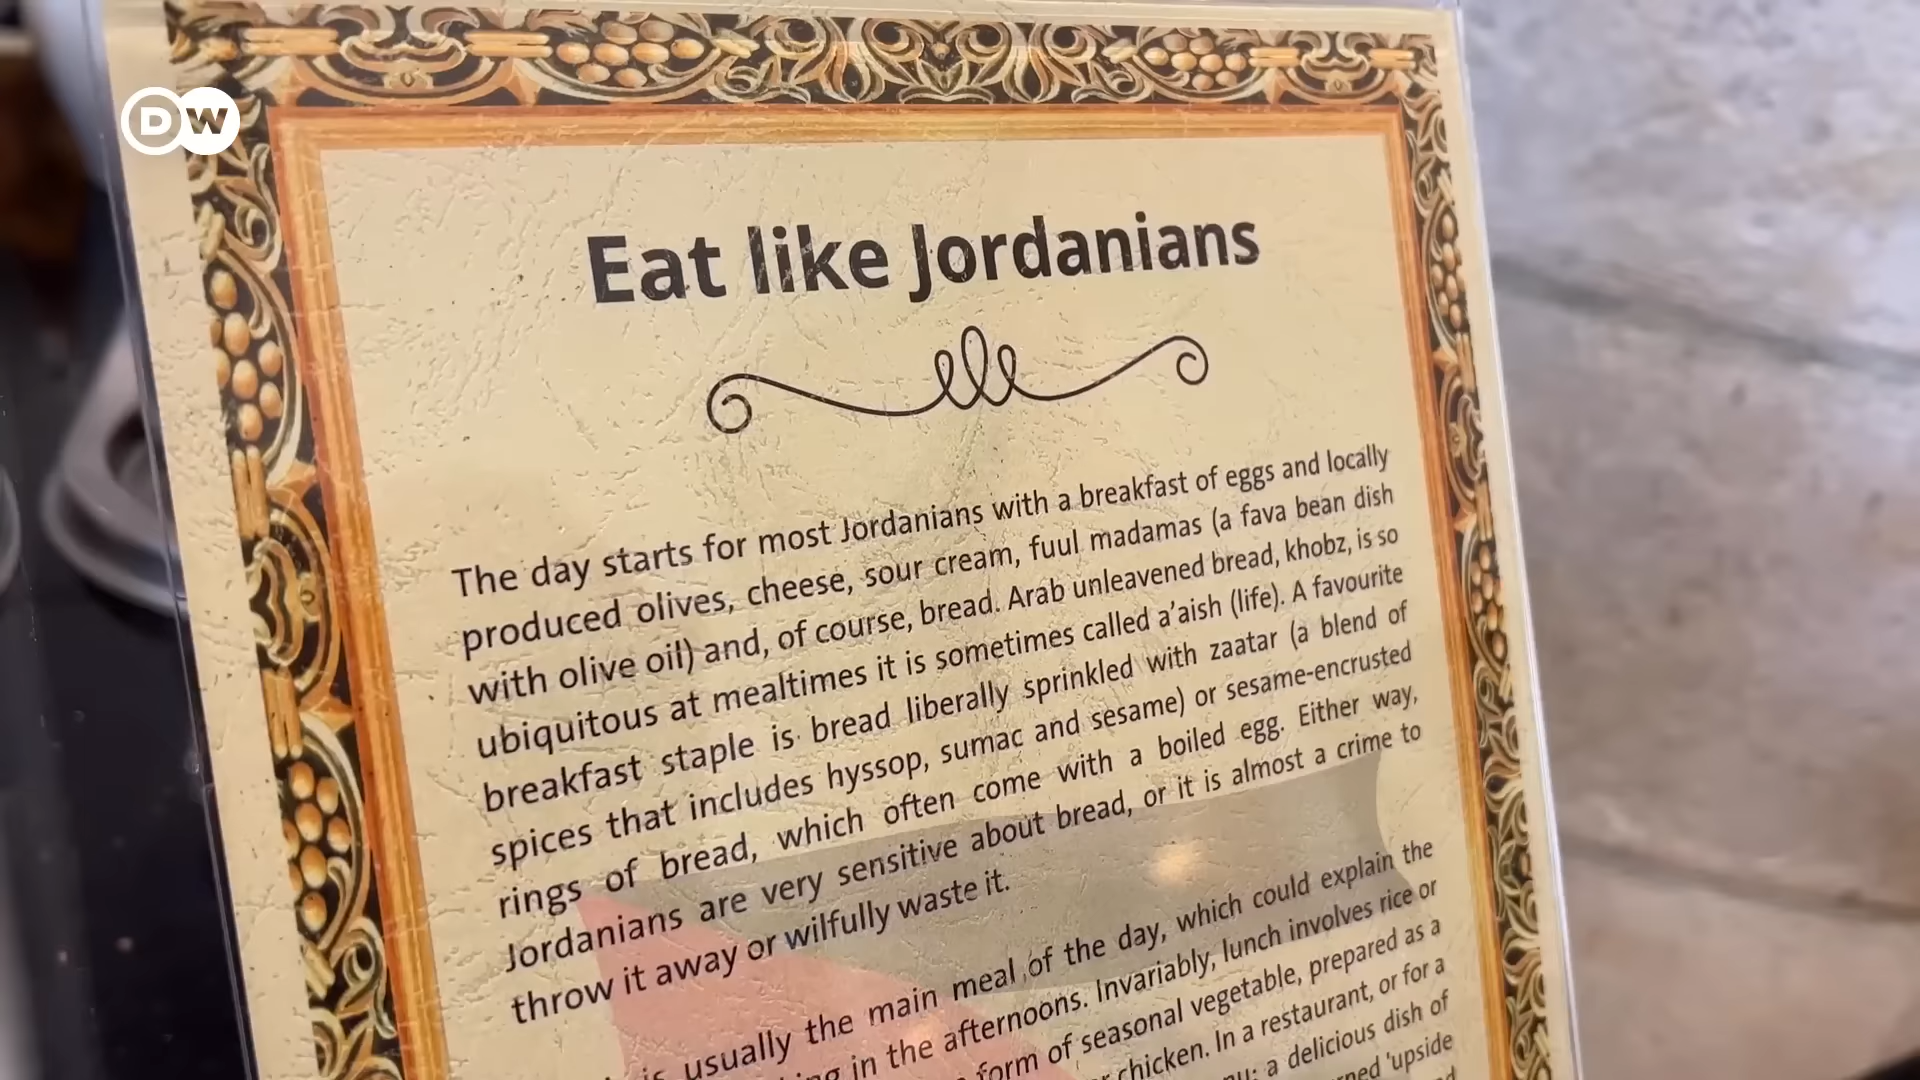 DW
Eat like Jordanians
The day starts for most Jordanians with a breakfast of eggs and locally
produced olives, cheese, sour cream, fuul madamas (a fava bean dish
with olive oil) and, of course, bread. Arab unleavened bread, khobz, is so
ubiquitous at mealtimes it is sometimes called a'aish (life). A favourite
breakfast staple is bread liberally sprinkled with zaatar (a blend of
spices that includes hyssop, sumac and sesame) or sesame-encrusted
rings of bread, which often come with a boiled egg. Either way,
Jordanians are very sensitive about bread, or it is almost a crime to
throw it away or wilfully waste it.
is usually the main meal of the day, which could explain the
in the afternoons. Invariably, lunch involves rice or
form of seasonal vegetable, prepared as a
chicken. In a restaurant, or for a
a delicious dish of
'upside